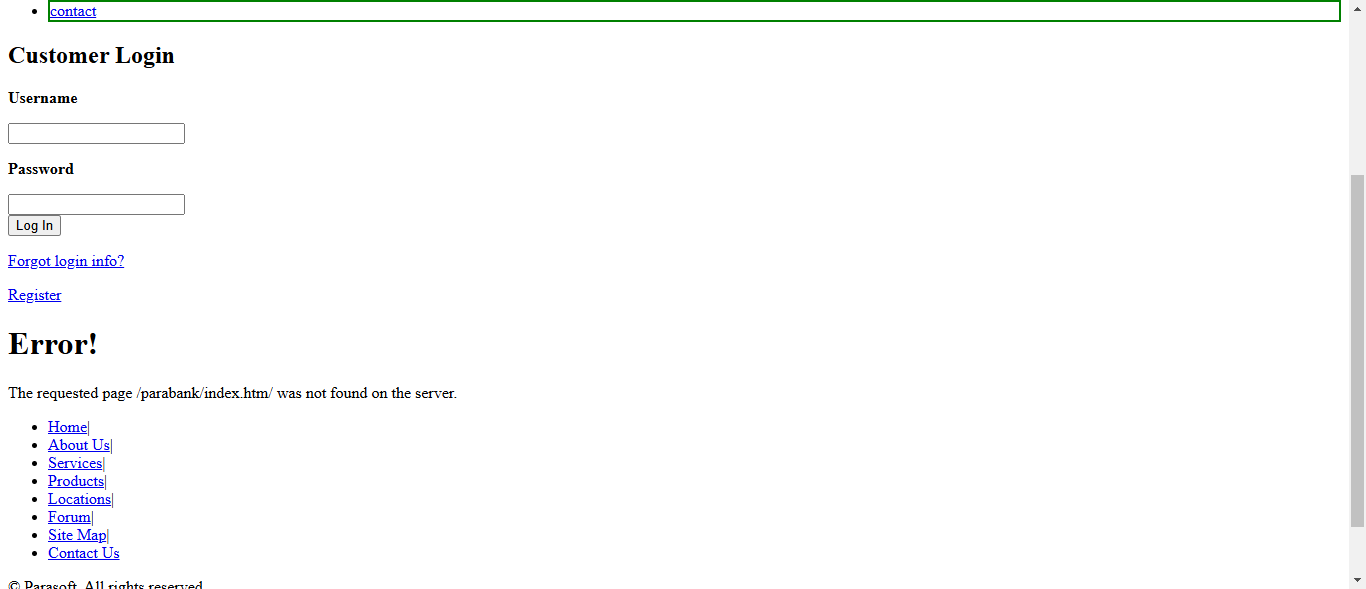 contact
Customer Login
Username
Password
Log In
Forgot login info?
Register
Error!
The requested page /parabank/index.htm/ was not found on the server.
Home|
About Us|
Services|
Products|
Locations|
Forum|
Site Map|
Contact Us
© Parasoft. All rights reserved.